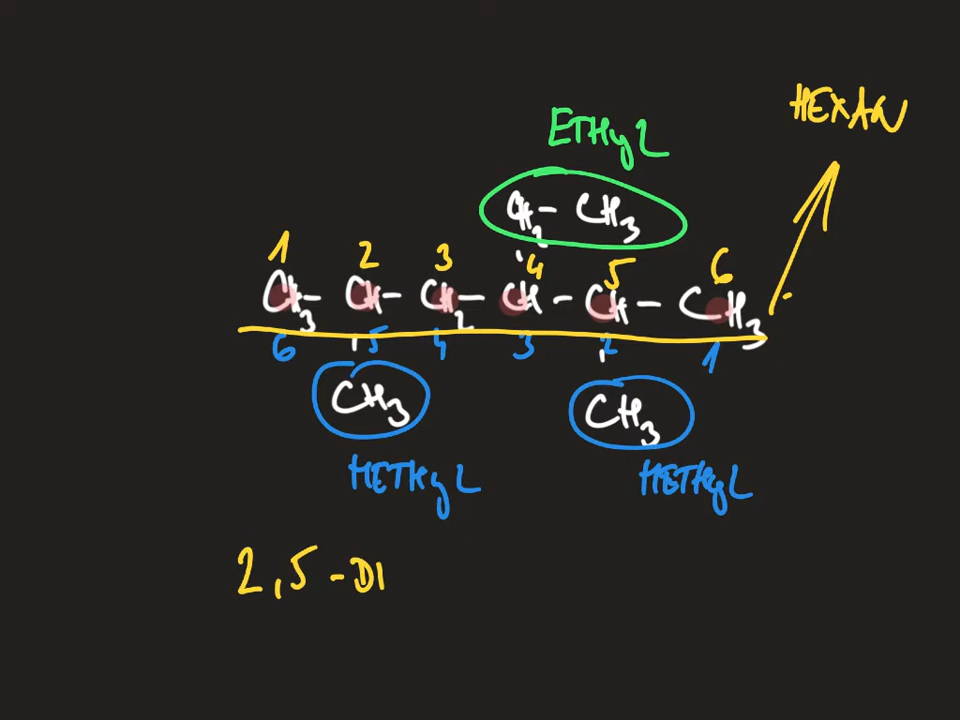 HEXAN
ETHYL
CH2 - CH3
1 2 3 4 5 6
CH3 - CH - CH2 - CH - CH - CH3
6 5 4 3 2 1
CH3 CH3
METHYL METHYL
2,5-DI